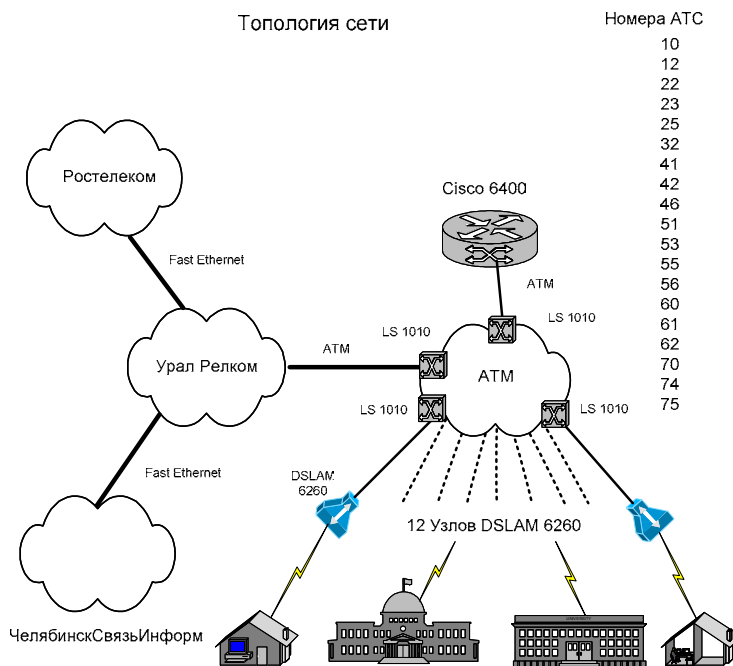 Топология сети
Номера АТС
10
12
22
23
25
32
41
42
46
51
53
55
56
60
61
62
70
74
75
Ростелеком
Cisco 6400
Fast Ethernet
ATM
LS 1010
LS 1010
Урал Релком
ATM
ATM
LS 1010
LS 1010
Fast Ethernet
DSLAM
6260
12 Узлов DSLAM 6260
ЧелябинскСвязьИнформ
UNIVERSITY